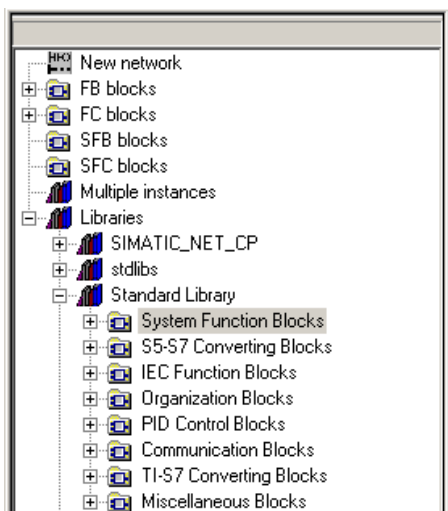 New network
FB blocks
FC blocks
SFB blocks
SFC blocks
Multiple instances
Libraries
SIMATIC_NET_CP
stdlibs
Standard Library
System Function Blocks
S5-S7 Converting Blocks
IEC Function Blocks
Organization Blocks
PID Control Blocks
Communication Blocks
TI-S7 Converting Blocks
Miscellaneous Blocks